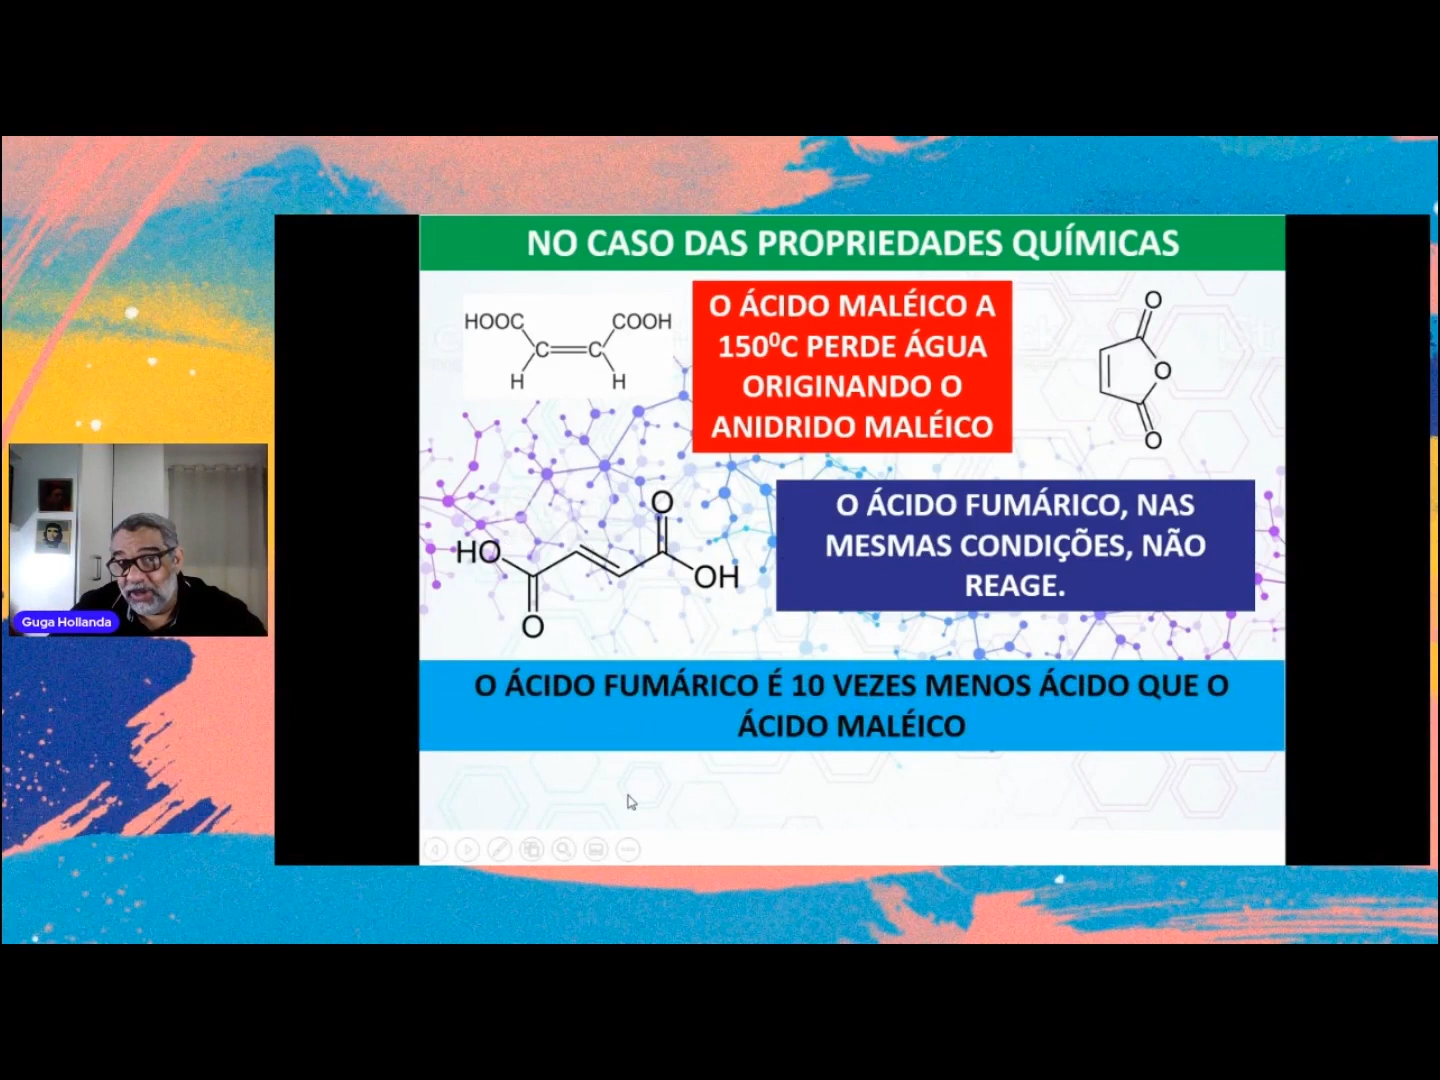 NO CASO DAS PROPRIEDADES QUÍMICAS
HOOC
COOH
C
C
H
H
O ÁCIDO MALÉICO A
150⁰C PERDE ÁGUA
ORIGINANDO O
ANIDRIDO MALÉICO
O
O
O
O
HO
OH
O
O ÁCIDO FUMÁRICO, NAS
MESMAS CONDIÇÕES, NÃO
REAGE.
Guga Hollanda
O ÁCIDO FUMÁRICO É 10 VEZES MENOS ÁCIDO QUE O
ÁCIDO MALÉICO